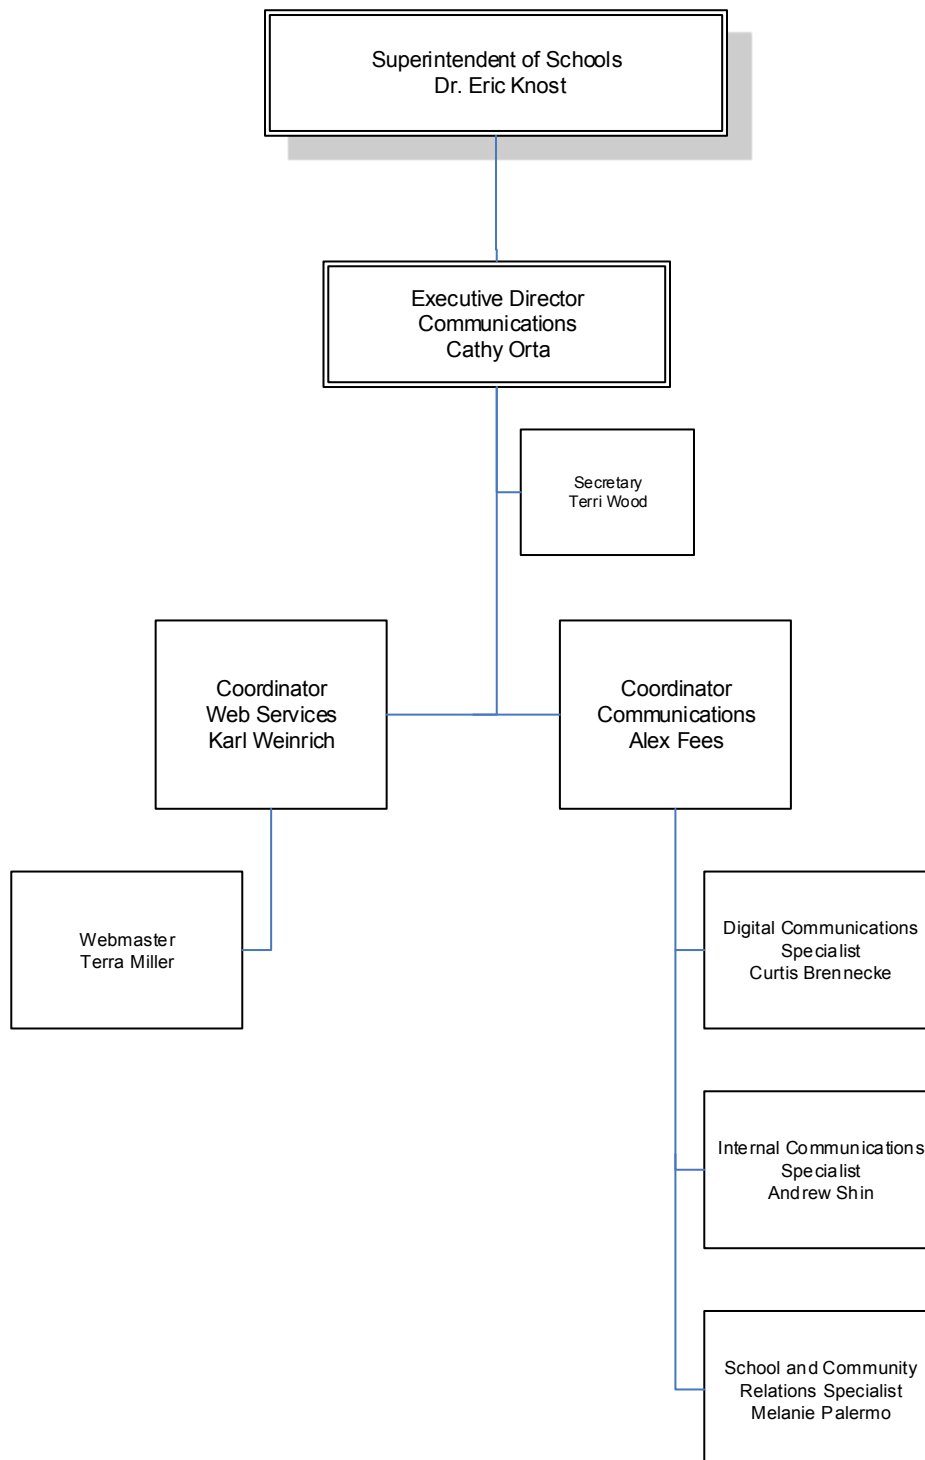 Superintendent of Schools
Dr. Eric Knost
Executive Director
Communications
Cathy Orta
Secretary
Terri Wood
Coordinator
Web Services
Karl Weinrich
Coordinator
Communications
Alex Fees
Webmaster
Terra Miller
Digital Communications
Specialist
Curtis Brennecke
Internal Communications
Specialist
Andrew Shin
School and Community
Relations Specialist
Melanie Palermo